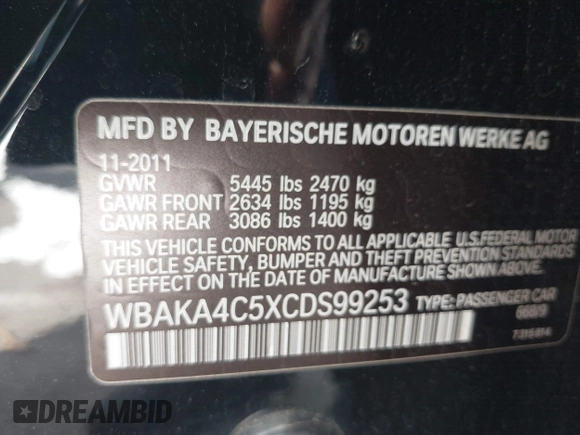 MFD BY BAYERISCHE MOTOREN WERKE AG
11-2011
GVWR 5445 lbs 2470 kg
GAWR FRONT 2634 lbs 1195 kg
GAWR REAR 3086 lbs 1400 kg
THIS VEHICLE CONFORMS TO ALL APPLICABLE U.S.FEDERAL MOTOR
VEHICLE SAFETY, BUMPER AND THEFT PREVENTION STANDARDS
IN EFFECT ON THE DATE OF MANUFACTURE SHOWN ABOVE.
WBAKA4C5XCDS99253 TYPE: PASSENGER CAR
DREAMBID